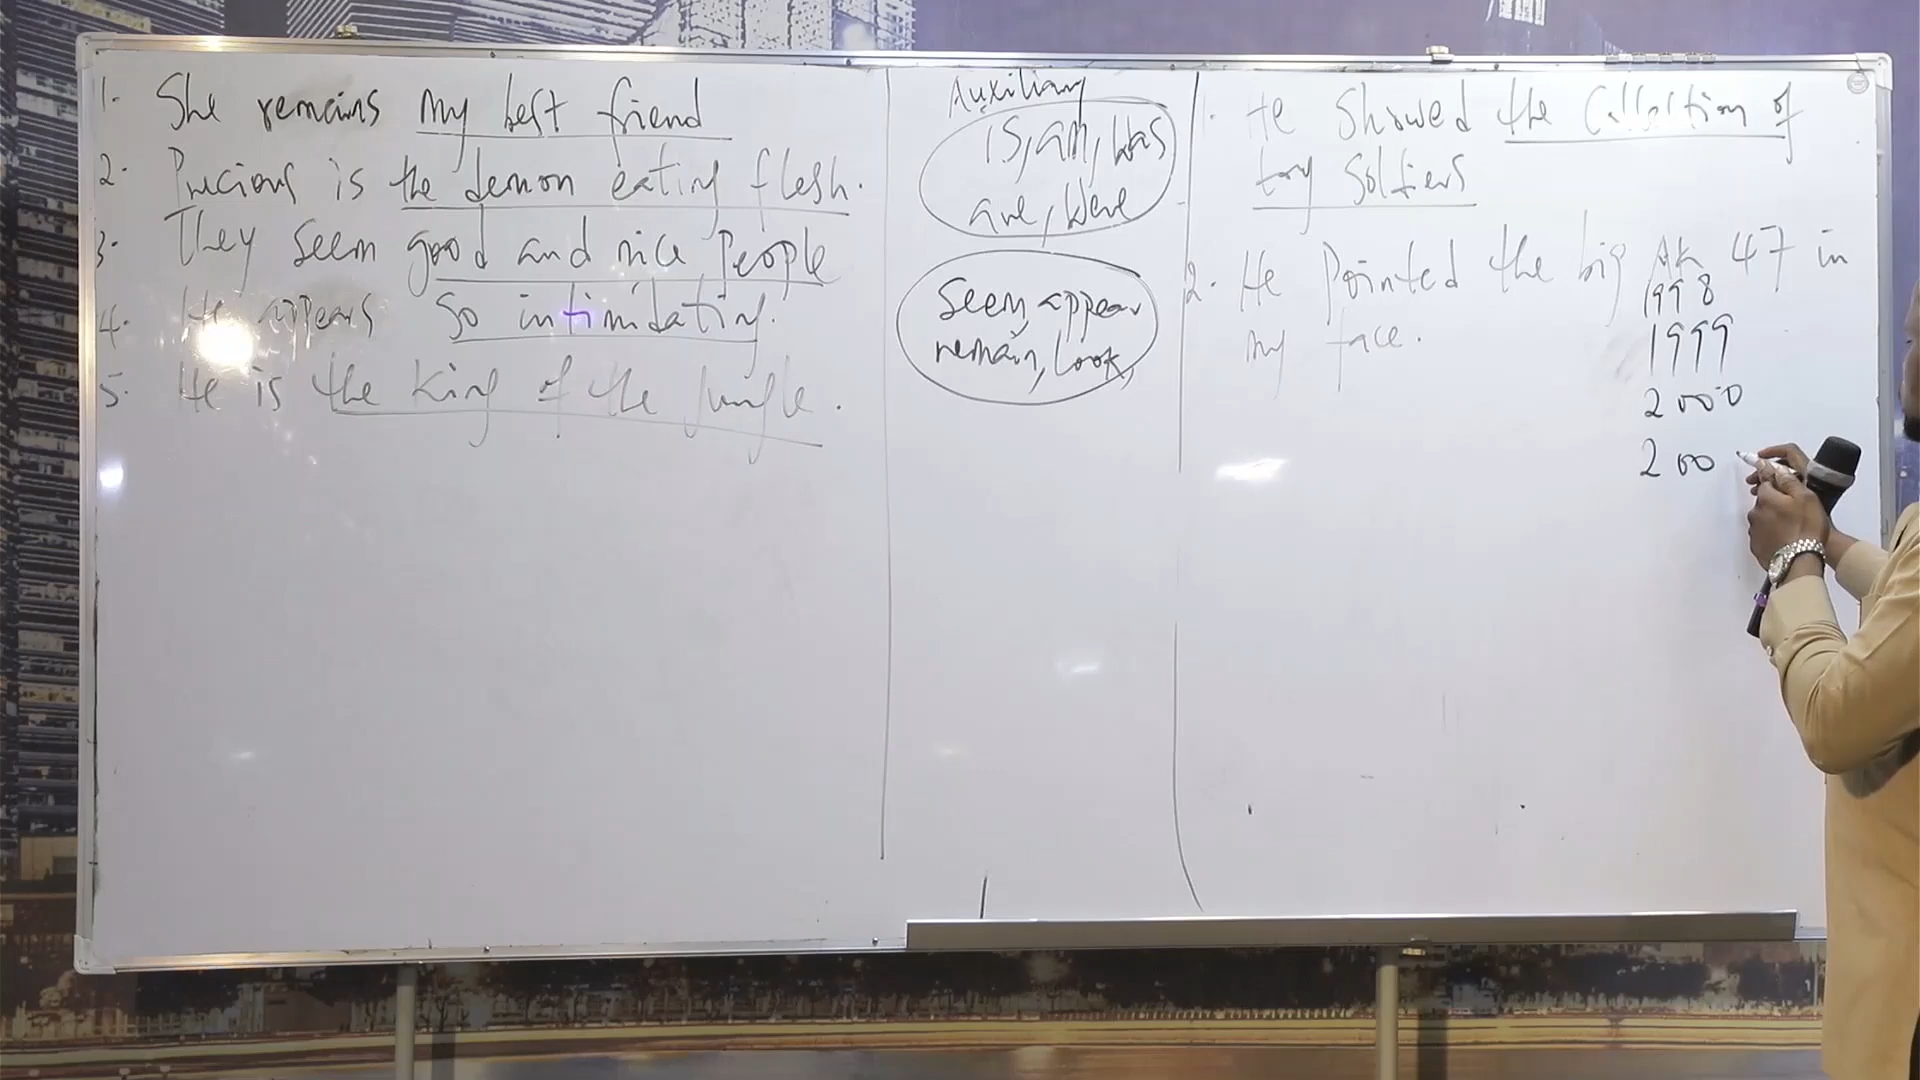 1. She remains my best friend
2. Precious is the demon eating flesh.
3. They seem good and nice people
4. He appears so intimidating.
5. He is the King of the jungle.
Auxiliary
is, am, was
are, were
Seem, appear
remain, look,
1. He showed the collection of
toy soldiers
2. He pointed the big Ak 47 in
my face.
1998
1999
2000
200